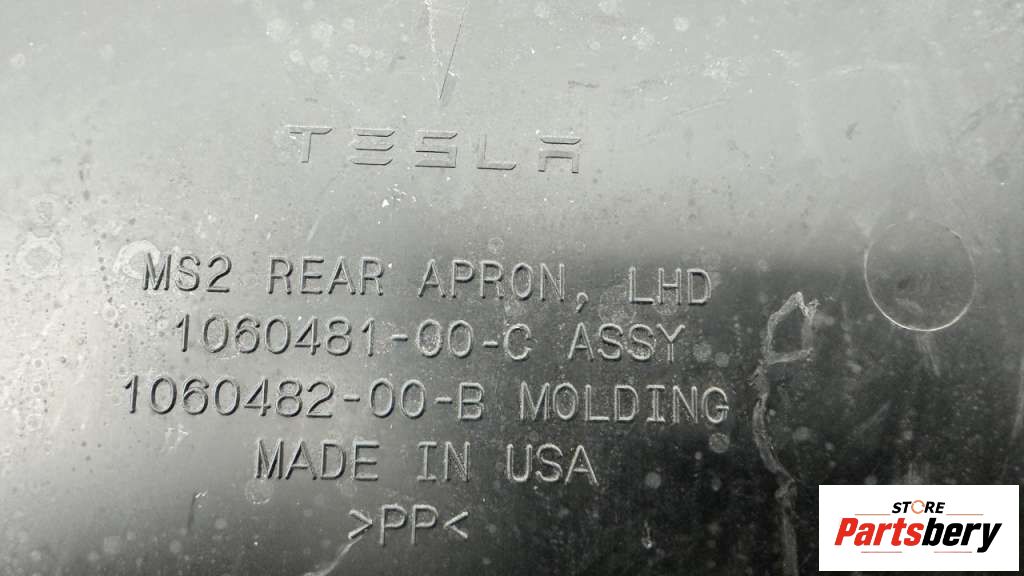 TESLA
MS2 REAR APRON, LHD
1060481-00-C ASSY
1060482-00-B MOLDING
MADE IN USA
>PP<
STORE
Partsbery